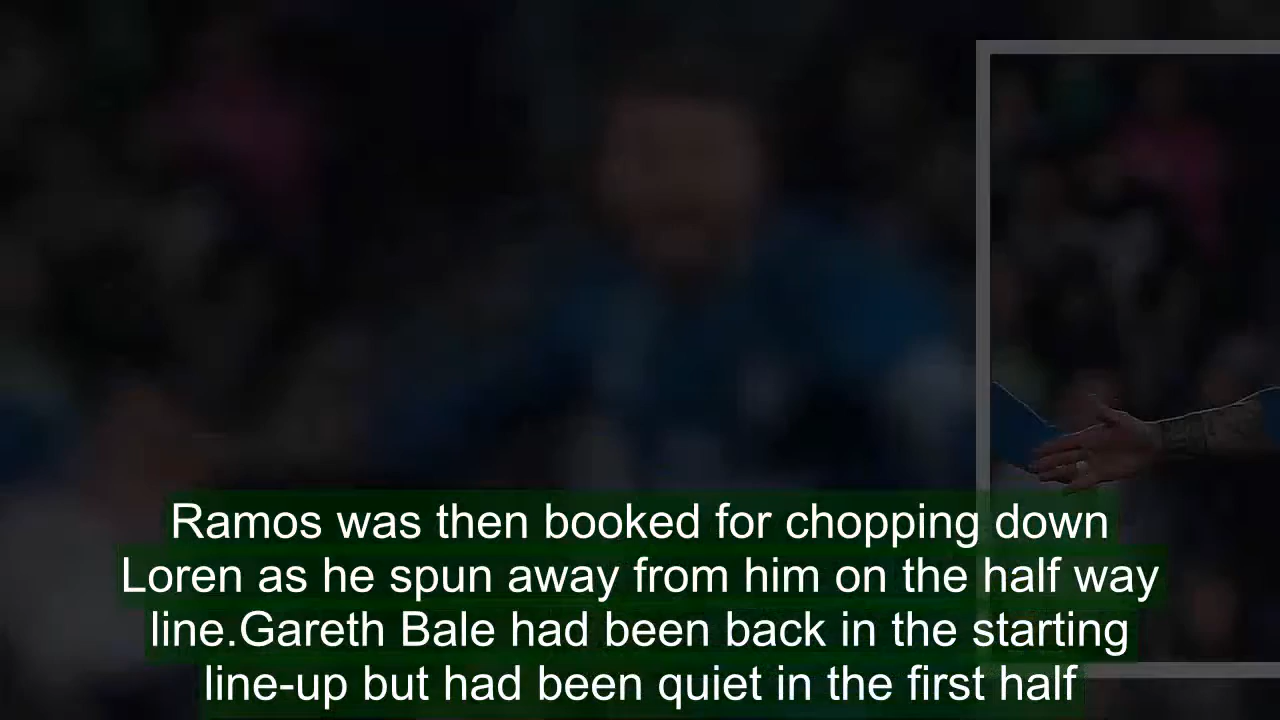 Ramos was then booked for chopping down
Loren as he spun away from him on the half way
line.Gareth Bale had been back in the starting
line-up but had been quiet in the first half